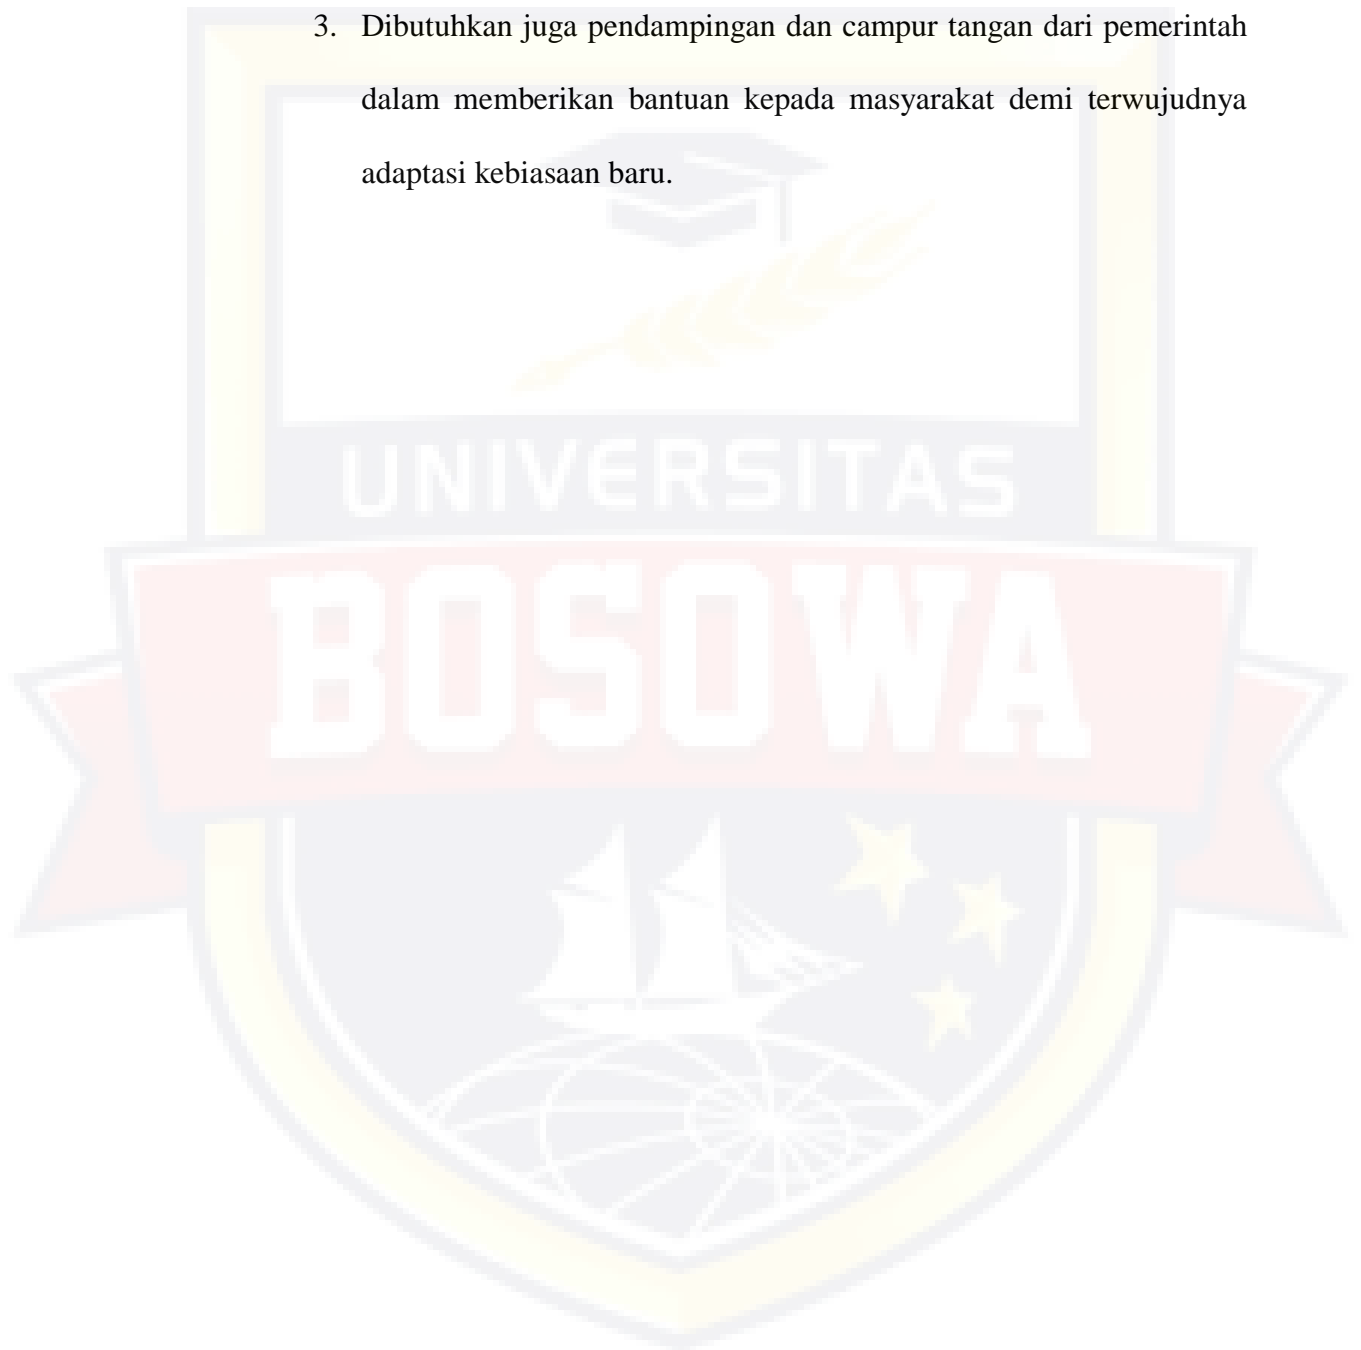 3. Dibutuhkan juga pendampingan dan campur tangan dari pemerintah
dalam memberikan bantuan kepada masyarakat demi terwujudnya
adaptasi kebiasaan baru.
UNIVERSITAS
BOSOWA